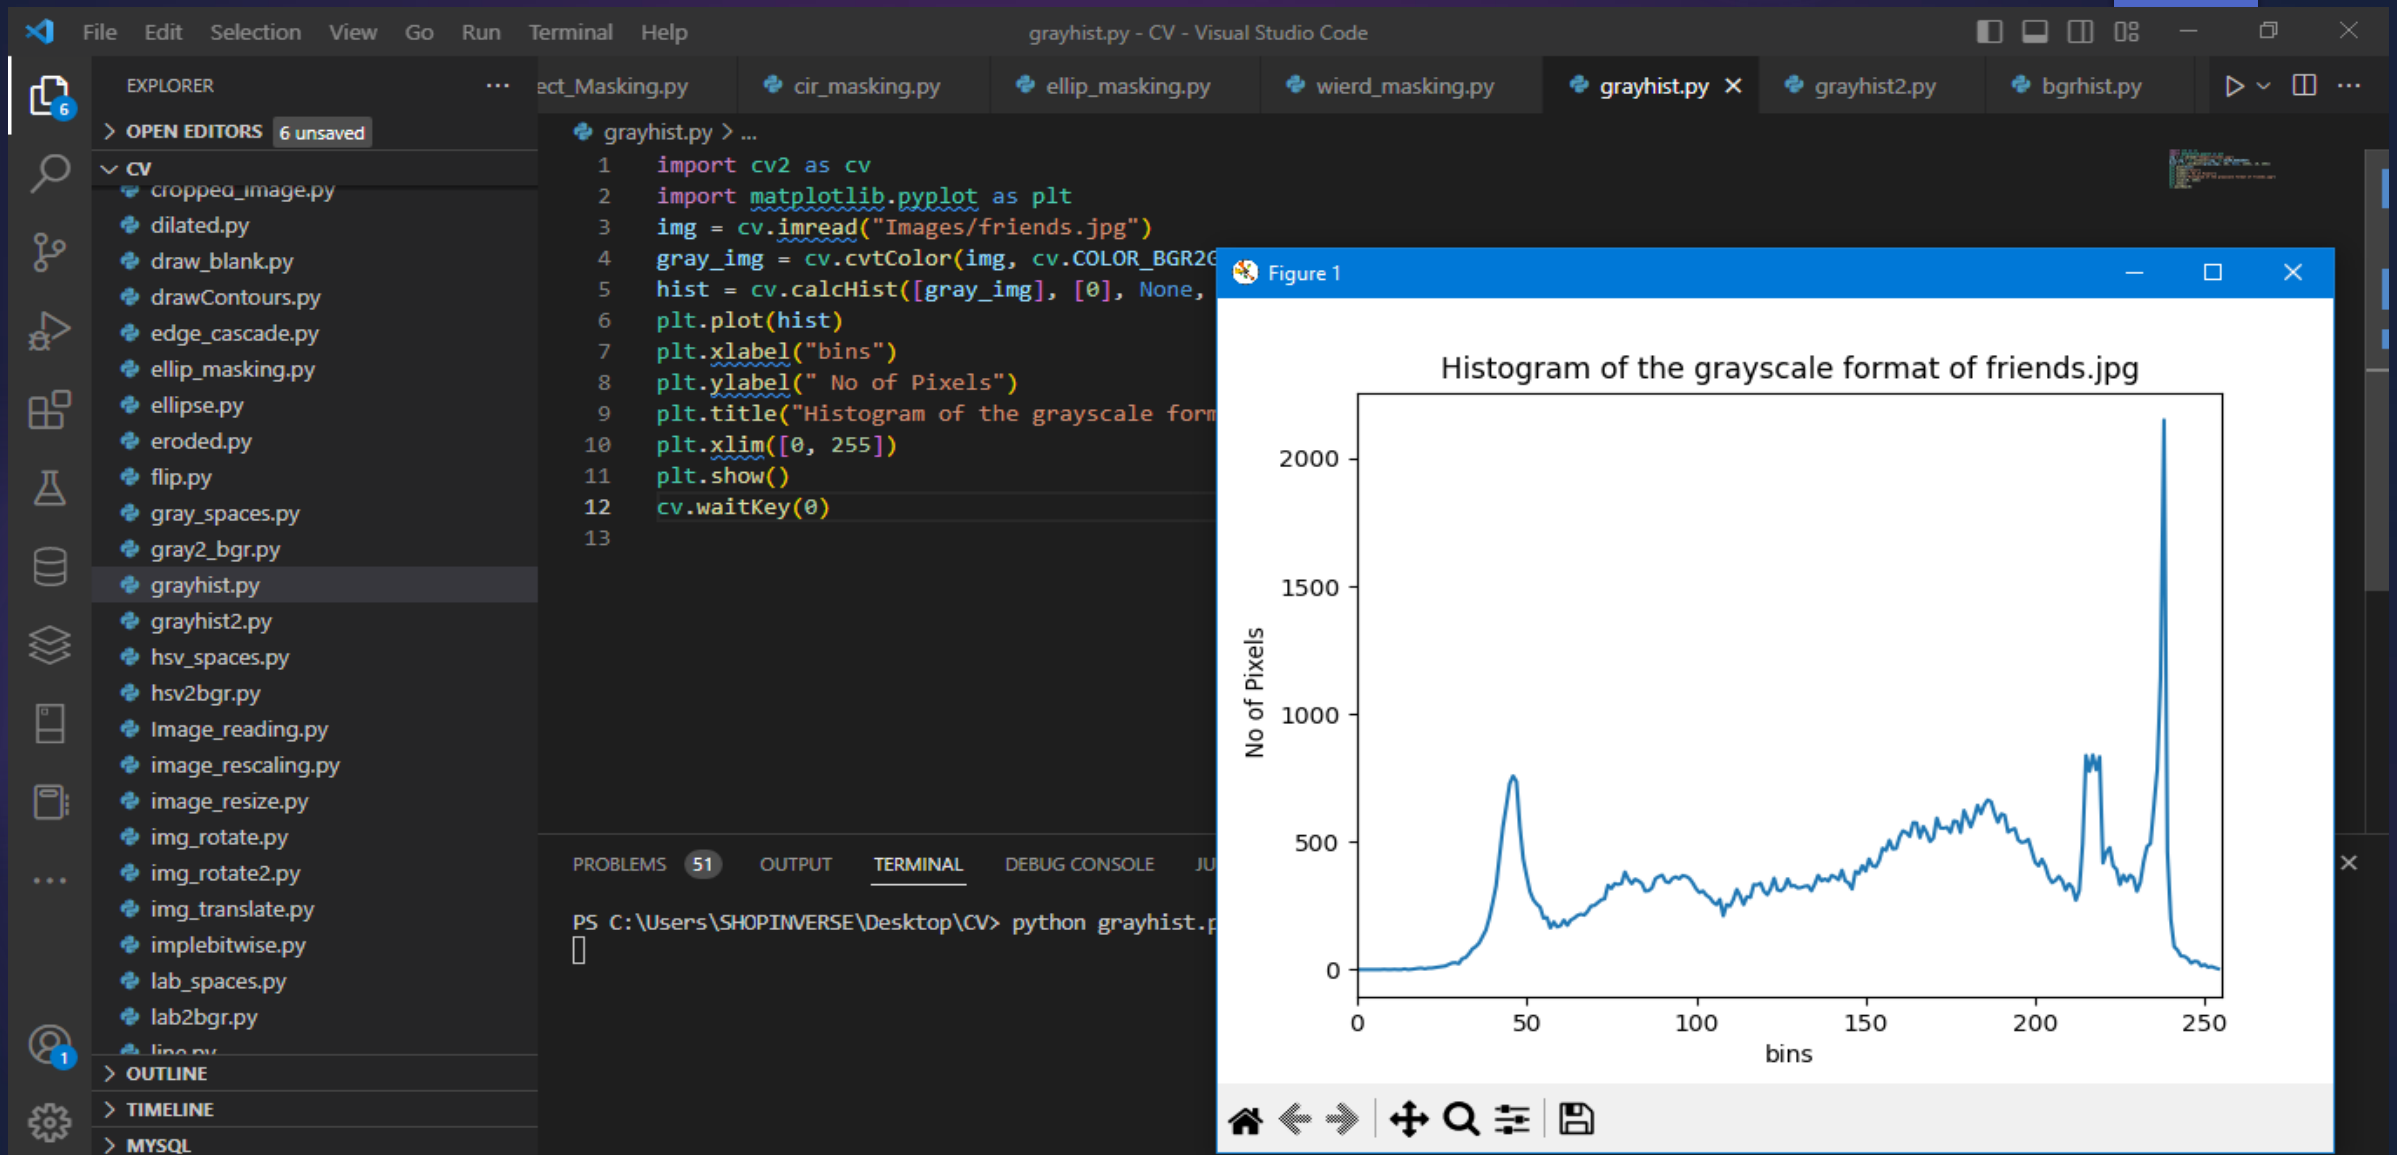 File Edit Selection View Go Run Terminal Help
grayhist.py - CV - Visual Studio Code
6
EXPLORER
OPEN EDITORS 6 unsaved
CV
cropped_image.py
dilated.py
draw_blank.py
drawContours.py
edge_cascade.py
ellip_masking.py
ellipse.py
eroded.py
flip.py
gray_spaces.py
gray2_bgr.py
grayhist.py
grayhist2.py
hsv_spaces.py
hsv2bgr.py
Image_reading.py
image_rescaling.py
image_resize.py
img_rotate.py
img_rotate2.py
img_translate.py
implebitwise.py
lab_spaces.py
lab2bgr.py
line.py
1
OUTLINE
TIMELINE
MYSQL
ect_Masking.py cir_masking.py ellip_masking.py wierd_masking.py grayhist.py grayhist2.py bgrhist.py
grayhist.py > ...
1 import cv2 as cv
2 import matplotlib.pyplot as plt
3 img = cv.imread("Images/friends.jpg")
4 gray_img = cv.cvtColor(img, cv.COLOR_BGR2G
5 hist = cv.calcHist([gray_img], [0], None,
6 plt.plot(hist)
7 plt.xlabel("bins")
8 plt.ylabel(" No of Pixels")
9 plt.title("Histogram of the grayscale form
10 plt.xlim([0, 255])
11 plt.show()
12 cv.waitKey(0)
13
PROBLEMS 51 OUTPUT TERMINAL DEBUG CONSOLE JU
PS C:\Users\SHOPINVERSE\Desktop\CV> python grayhist.p
Figure 1
Histogram of the grayscale format of friends.jpg
No of Pixels
2000
1500
1000
500
0
0 50 100 150 200 250
bins